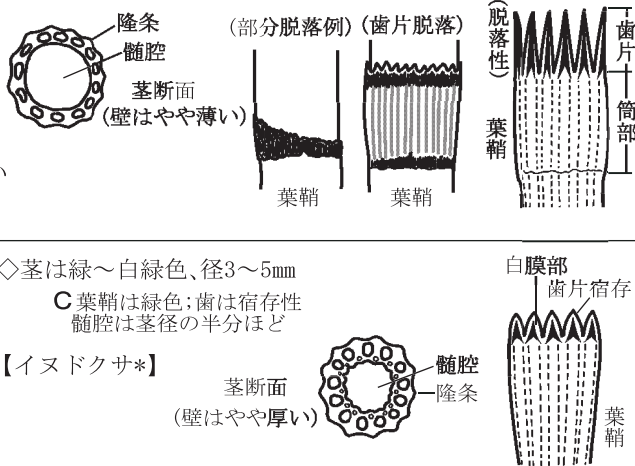 隆条
髄腔
茎断面
(壁はやや薄い)
(部分脱落例)
葉鞘
(歯片脱落)
葉鞘
(脱落性)
葉鞘
歯片
筒部
い
◇茎は緑～白緑色、径3～5㎜
C 葉鞘は緑色;歯は宿存性
髄腔は茎径の半分ほど
【イヌドクサ*】
茎断面
(壁はやや厚い)
髄腔
隆条
白膜部
歯片宿存
葉鞘